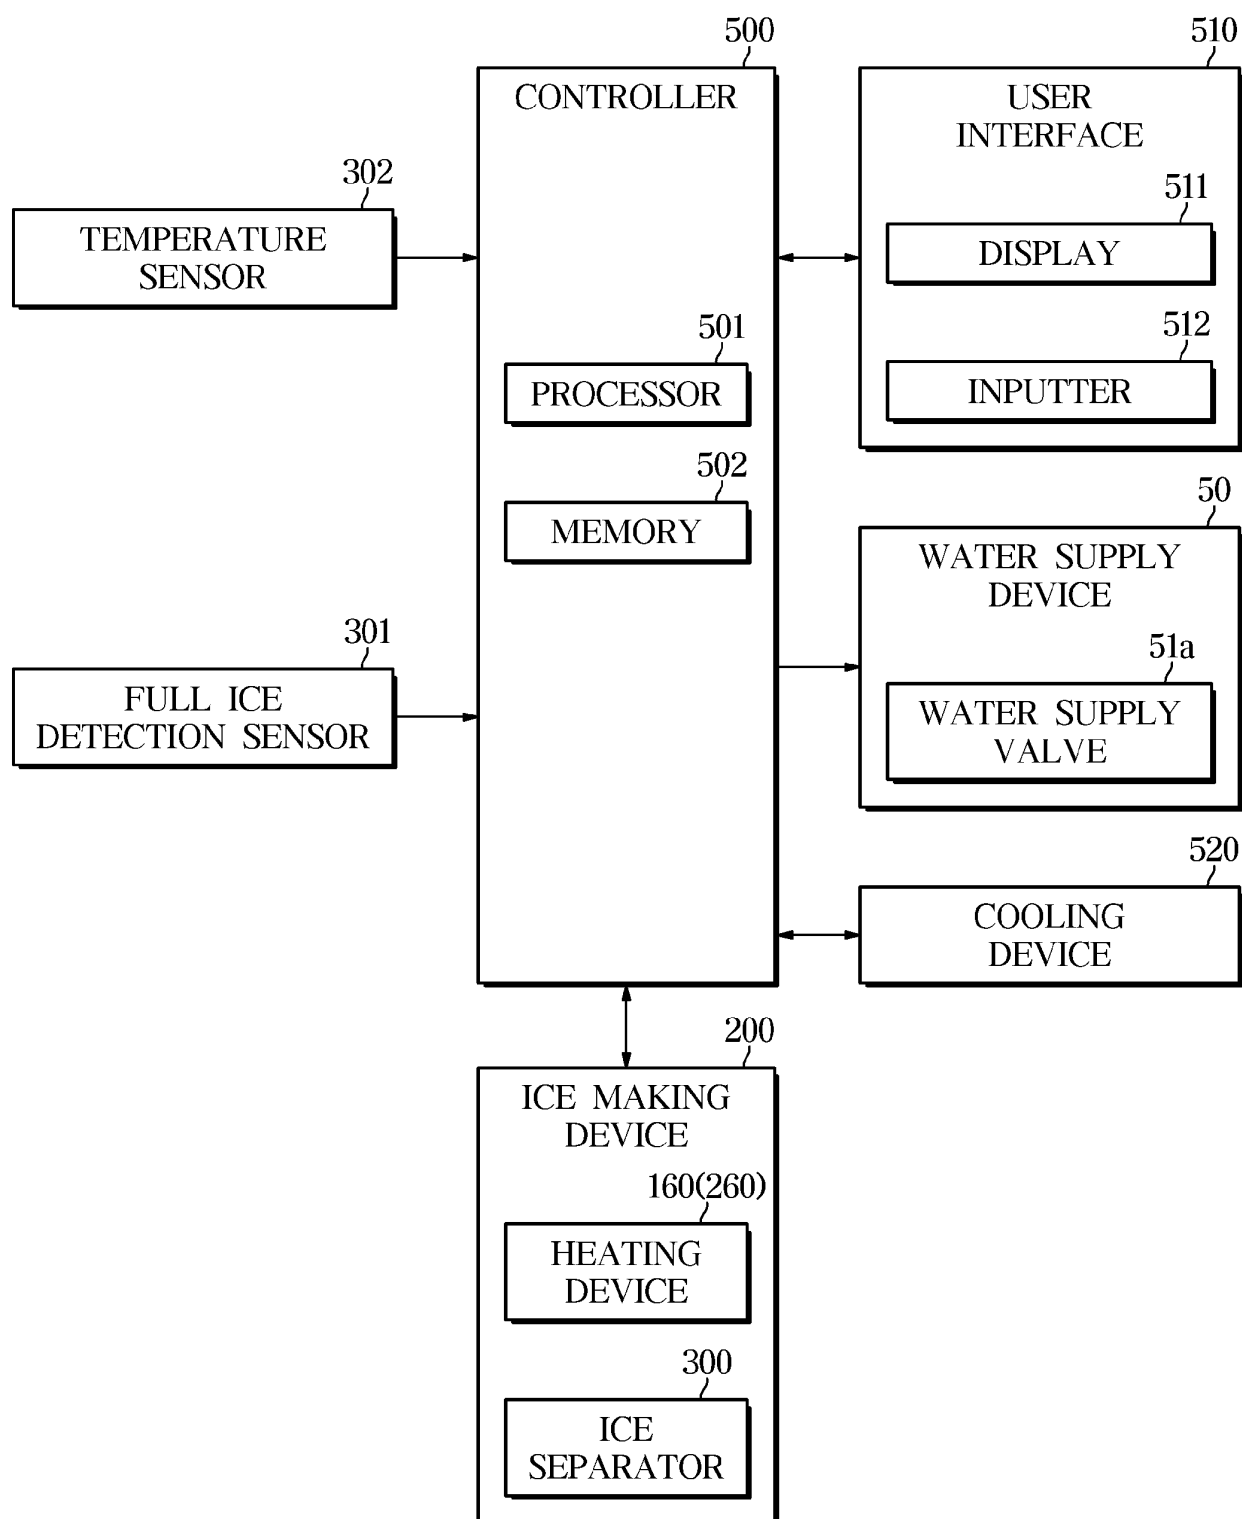 500
CONTROLLER
501
PROCESSOR
502
MEMORY
302
TEMPERATURE
SENSOR
301
FULL ICE
DETECTION SENSOR
510
USER
INTERFACE
511
DISPLAY
512
INPUTTER
50
WATER SUPPLY
DEVICE
51a
WATER SUPPLY
VALVE
520
COOLING
DEVICE
200
ICE MAKING
DEVICE
160(260)
HEATING
DEVICE
300
ICE
SEPARATOR